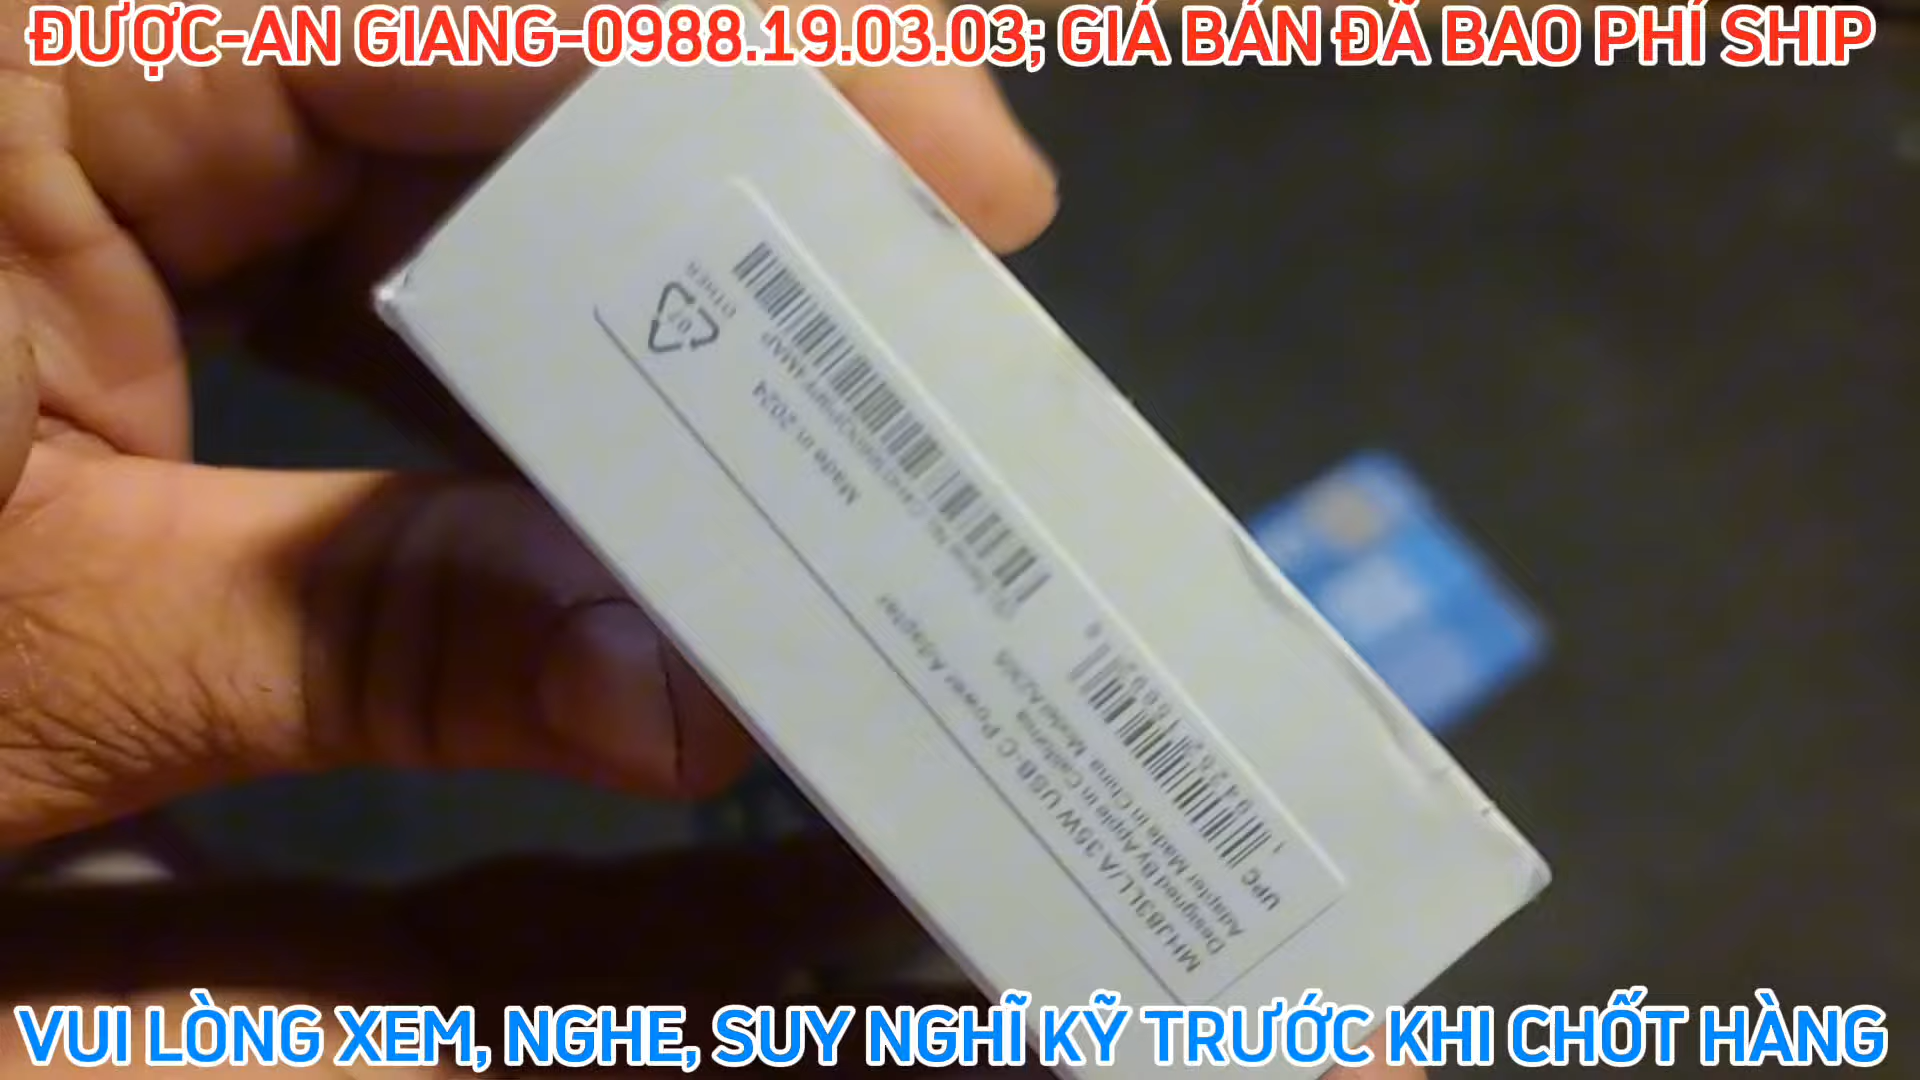 ĐƯỢC-AN GIANG-0988.19.03.03; GIÁ BÁN ĐÃ BAO PHÍ SHIP
MHJ83LL/A 35W USB-C Power Adapter
Designed By Apple in California
Adapter Made in China
Made in 2024
UPC
07
OTHER
VUI LÒNG XEM, NGHE, SUY NGHĨ KỸ TRƯỚC KHI CHỐT HÀNG